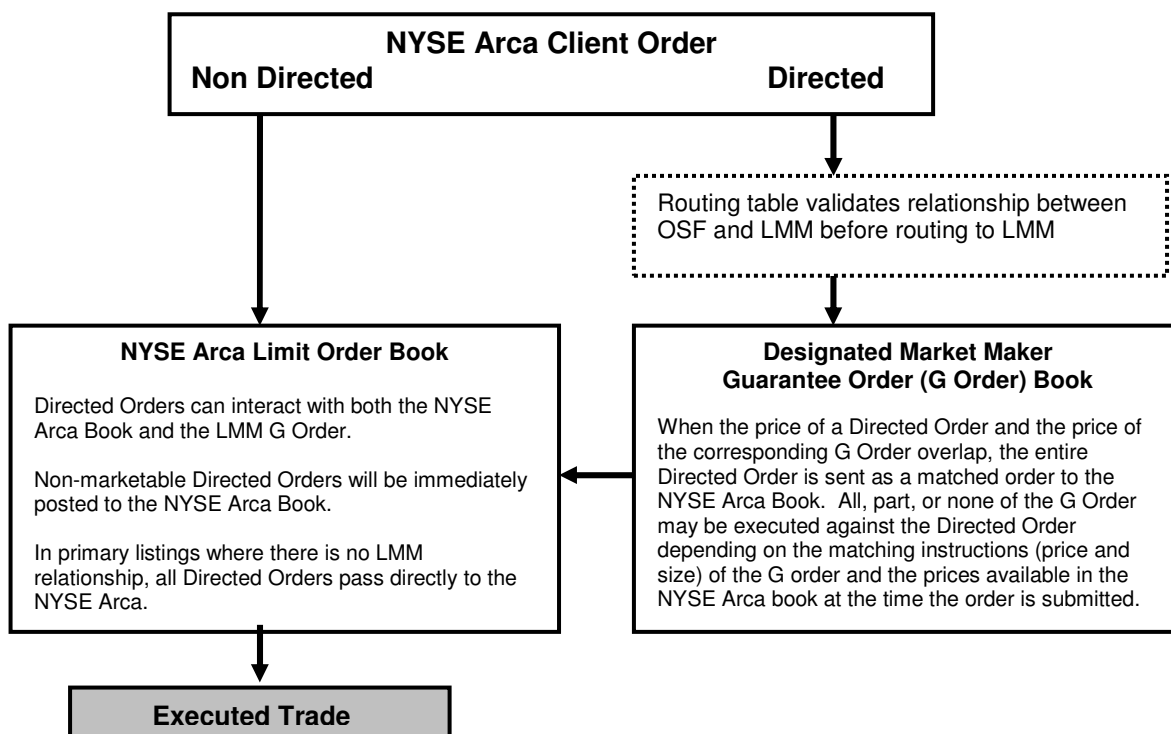 NYSE Arca Client Order
Non Directed Directed
Routing table validates relationship between
OSF and LMM before routing to LMM
NYSE Arca Limit Order Book
Directed Orders can interact with both the NYSE
Arca Book and the LMM G Order.
Non-marketable Directed Orders will be immediately
posted to the NYSE Arca Book.
In primary listings where there is no LMM
relationship, all Directed Orders pass directly to the
NYSE Arca.
Designated Market Maker
Guarantee Order (G Order) Book
When the price of a Directed Order and the price of
the corresponding G Order overlap, the entire
Directed Order is sent as a matched order to the
NYSE Arca Book. All, part, or none of the G Order
may be executed against the Directed Order
depending on the matching instructions (price and
size) of the G order and the prices available in the
NYSE Arca book at the time the order is submitted.
Executed Trade